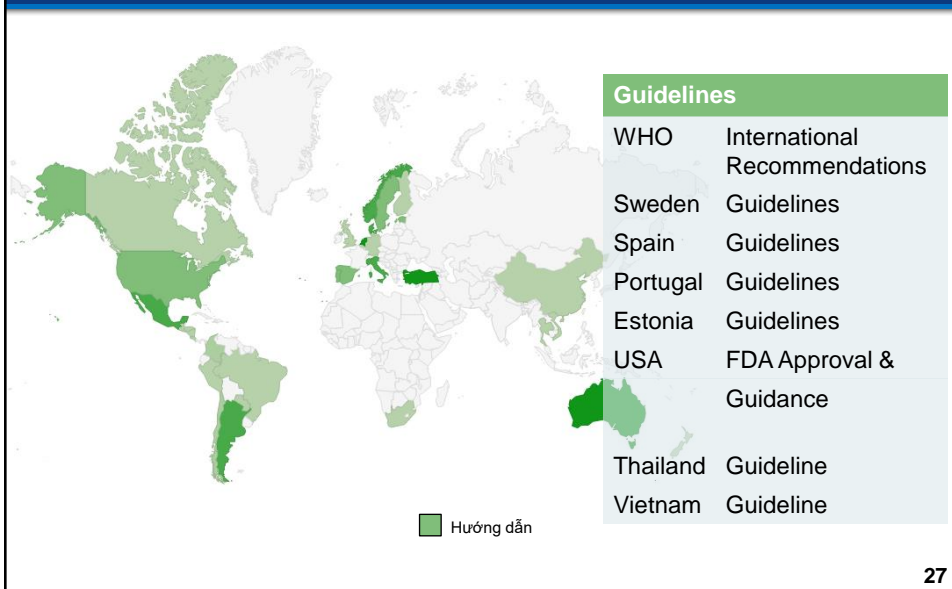 Guidelines
WHO International
Recommendations
Sweden Guidelines
Spain Guidelines
Portugal Guidelines
Estonia Guidelines
USA FDA Approval &
Guidance
Thailand Guideline
Vietnam Guideline
Hướng dẫn
27